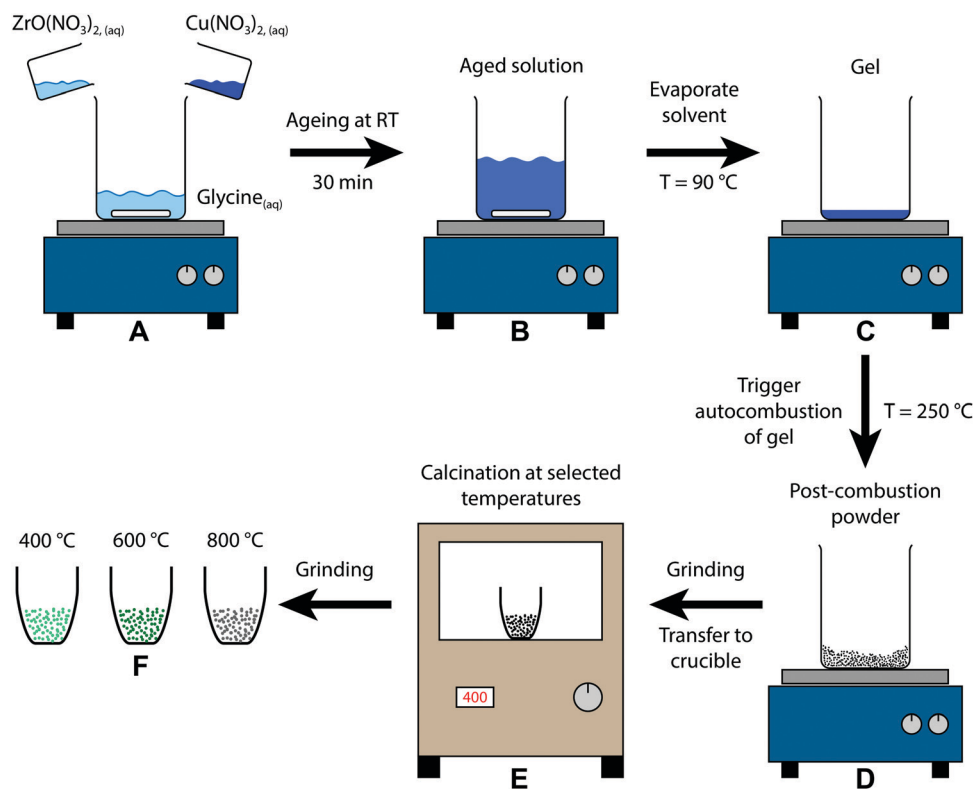 ZrO(NO₃)₂,₍ₐq₎
Cu(NO₃)₂,₍ₐq₎
Glycine₍ₐq₎
A
Ageing at RT
30 min
Aged solution
B
Evaporate
solvent
T = 90 °C
Gel
C
Trigger
autocombustion
of gel
T = 250 °C
Post-combustion
powder
D
Grinding
Transfer to
crucible
Calcination at selected
temperatures
400
E
Grinding
400 °C
600 °C
800 °C
F